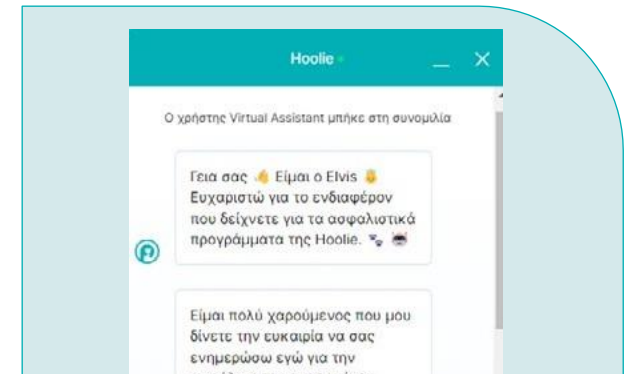 Hoolie
Ο χρήστης Virtual Assistant μπήκε στη συνομιλία
Γεια σας 👋 Είμαι ο Elvis
Ευχαριστώ για το ενδιαφέρον
που δείχνετε για τα ασφαλιστικά
προγράμματα της Hoolie. 🐾
Είμαι πολύ χαρούμενος που μου
δίνετε την ευκαιρία να σας
ενημερώσω εγώ για την